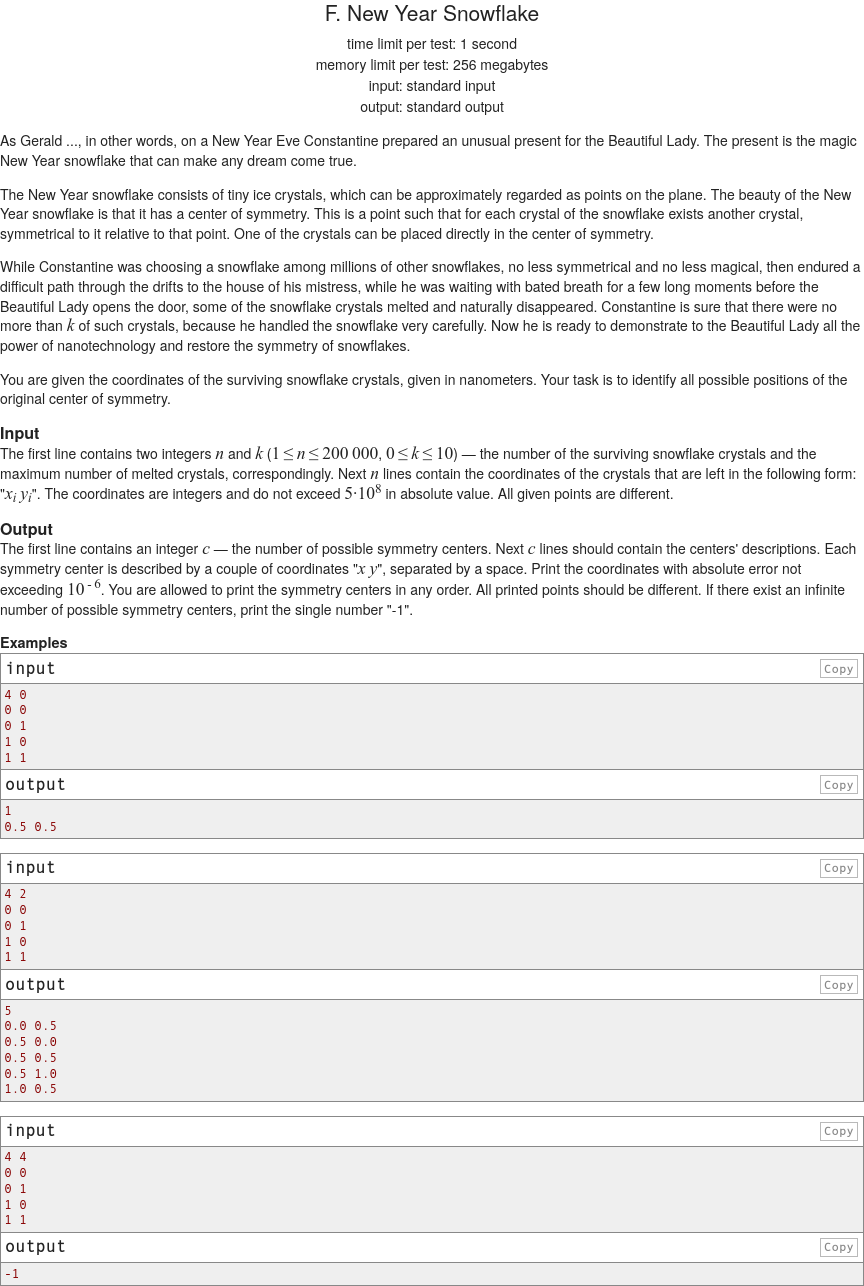 F. New Year Snowflake
time limit per test: 1 second
memory limit per test: 256 megabytes
input: standard input
output: standard output
As Gerald ..., in other words, on a New Year Eve Constantine prepared an unusual present for the Beautiful Lady. The present is the magic
New Year snowflake that can make any dream come true.
The New Year snowflake consists of tiny ice crystals, which can be approximately regarded as points on the plane. The beauty of the New
Year snowflake is that it has a center of symmetry. This is a point such that for each crystal of the snowflake exists another crystal,
symmetrical to it relative to that point. One of the crystals can be placed directly in the center of symmetry.
While Constantine was choosing a snowflake among millions of other snowflakes, no less symmetrical and no less magical, then endured a
difficult path through the drifts to the house of his mistress, while he was waiting with bated breath for a few long moments before the
Beautiful Lady opens the door, some of the snowflake crystals melted and naturally disappeared. Constantine is sure that there were no
more than k of such crystals, because he handled the snowflake very carefully. Now he is ready to demonstrate to the Beautiful Lady all the
power of nanotechnology and restore the symmetry of snowflakes.
You are given the coordinates of the surviving snowflake crystals, given in nanometers. Your task is to identify all possible positions of the
original center of symmetry.
Input
The first line contains two integers n and k (1 ≤ n ≤ 200 000, 0 ≤ k ≤ 10) — the number of the surviving snowflake crystals and the
maximum number of melted crystals, correspondingly. Next n lines contain the coordinates of the crystals that are left in the following form:
"xi yi". The coordinates are integers and do not exceed 5·10^8 in absolute value. All given points are different.
Output
The first line contains an integer c — the number of possible symmetry centers. Next c lines should contain the centers' descriptions. Each
symmetry center is described by a couple of coordinates "x y", separated by a space. Print the coordinates with absolute error not
exceeding 10^-6. You are allowed to print the symmetry centers in any order. All printed points should be different. If there exist an infinite
number of possible symmetry centers, print the single number "-1".
Examples
input Copy
4 0
0 0
0 1
1 0
1 1
output Copy
1
0.5 0.5
input Copy
4 2
0 0
0 1
1 0
1 1
output Copy
5
0.0 0.5
0.5 0.0
0.5 0.5
0.5 1.0
1.0 0.5
input Copy
4 4
0 0
0 1
1 0
1 1
output Copy
-1